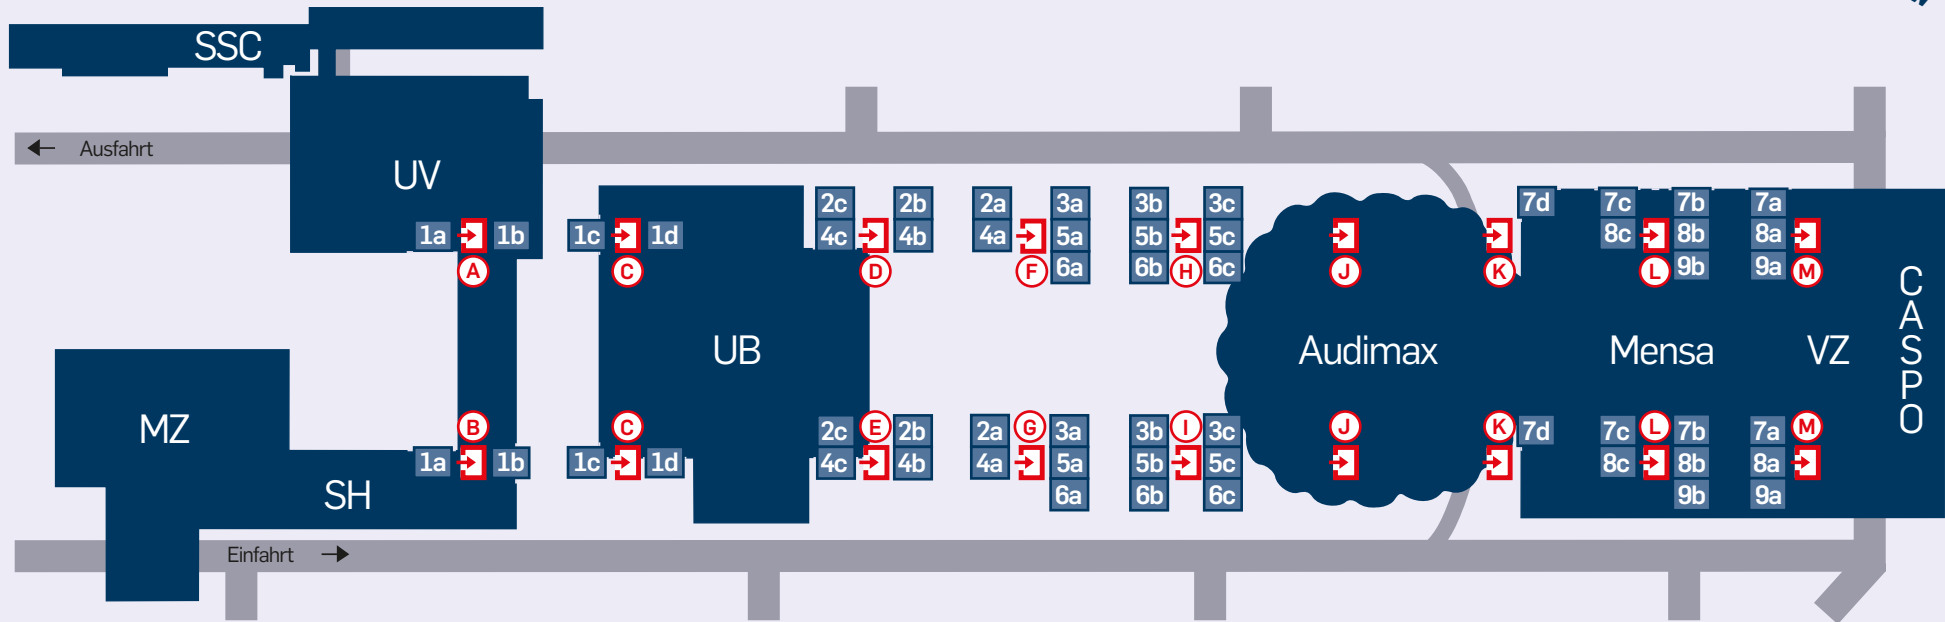 SSC
← Ausfahrt
UV
2c 2b 2a 3a 3b 3c 7d 7c 7b 7a
1a 1b 1c 1d 4c 4b 4a 5a 5b 5c 8c 8b 8a
6a 6b 6c 9b 9a
A C D F H J K L M
UB Audimax Mensa VZ
CASPO
MZ
B C E G I J K L M
2c 2b 2a 3a 3b 3c 7d 7c 7b 7a
1a 1b 1c 1d 4c 4b 4a 5a 5b 5c 8c 8b 8a
SH
6a 6b 6c 9b 9a
Einfahrt →